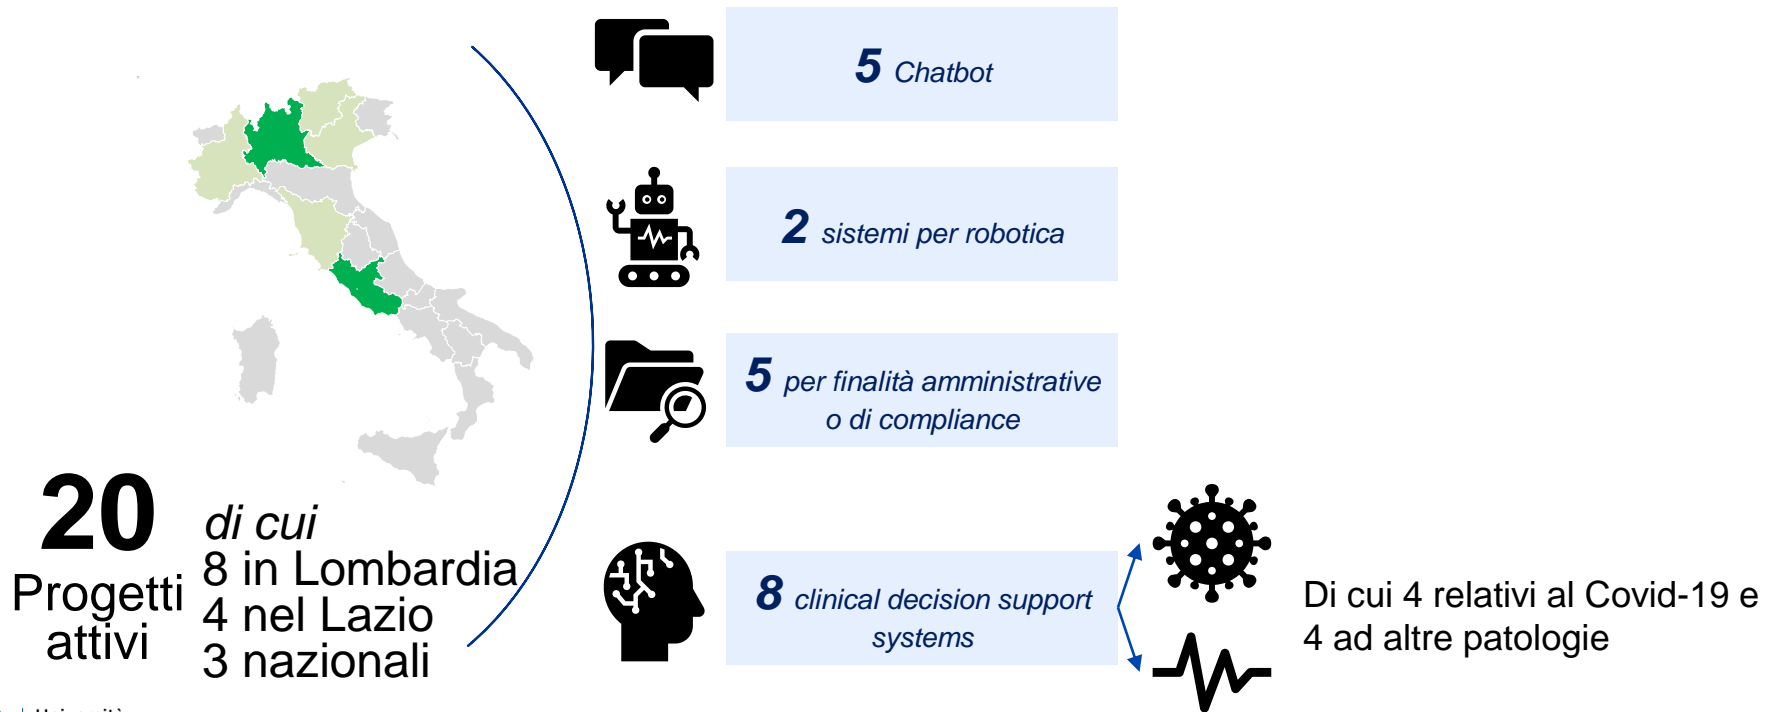 5 Chatbot
2 sistemi per robotica
5 per finalità amministrative
o di compliance
20
Progetti
attivi
di cui
8 in Lombardia
4 nel Lazio
3 nazionali
8 clinical decision support
systems
Di cui 4 relativi al Covid-19 e
4 ad altre patologie